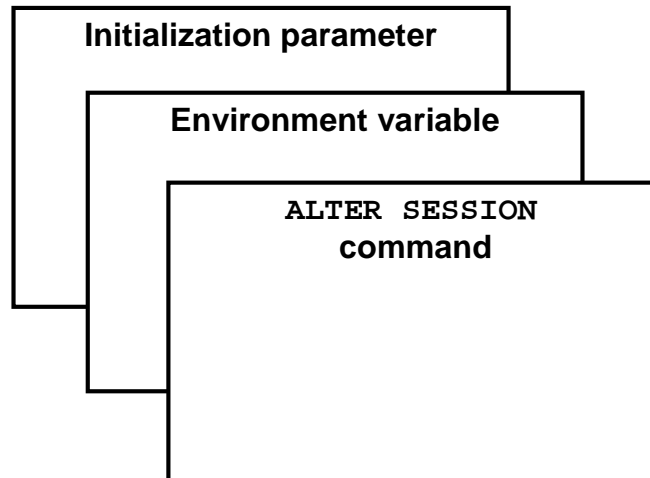 Initialization parameter
Environment variable
ALTER SESSION
command